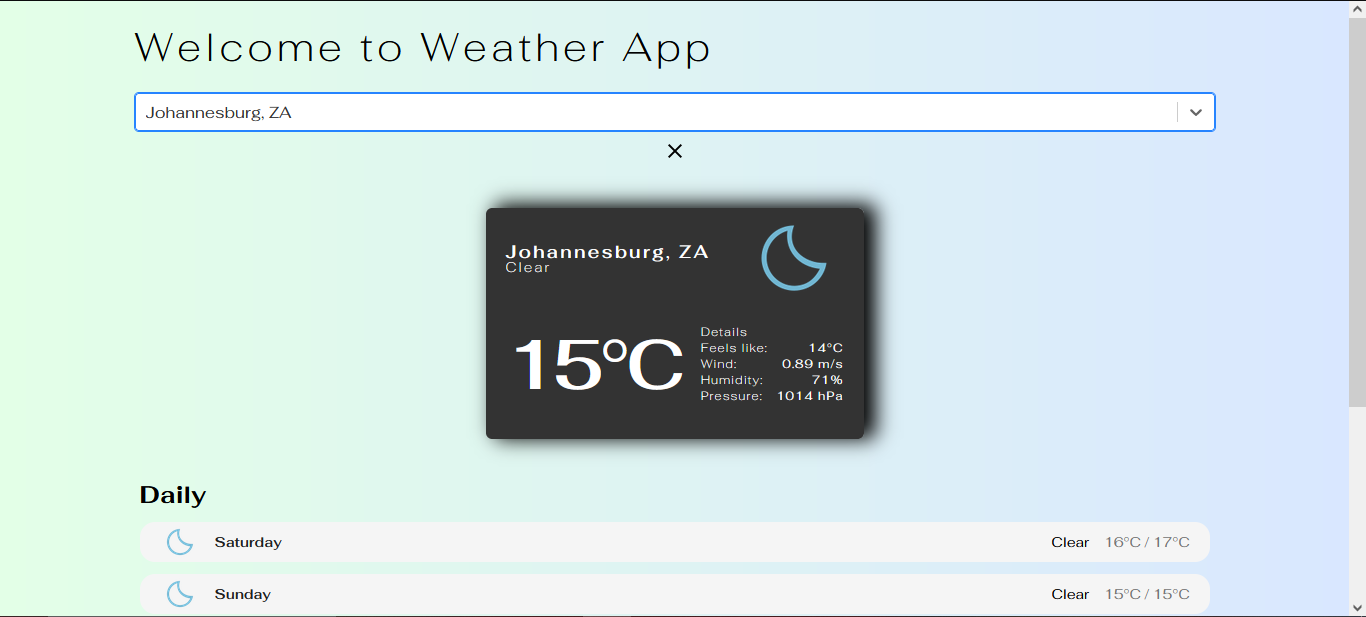 Welcome to Weather App
Johannesburg, ZA
Johannesburg, ZA
Clear
15°C
Details
Feels like: 14°C
Wind: 0.89 m/s
Humidity: 71%
Pressure: 1014 hPa
Daily
Saturday Clear 16°C / 17°C
Sunday Clear 15°C / 15°C